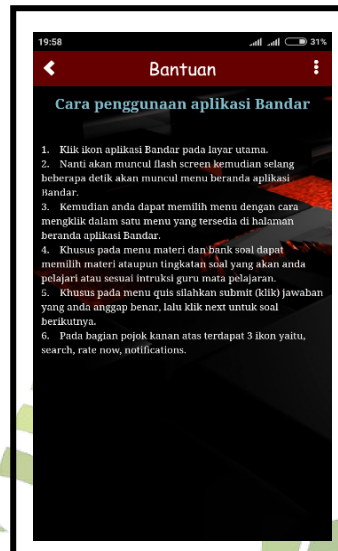 19:58
31%
Bantuan
Cara penggunaan aplikasi Bandar
1. Klik ikon aplikasi Bandar pada layar utama.
2. Nanti akan muncul flash screen kemudian selang
beberapa detik akan muncul menu beranda aplikasi
Bandar.
3. Kemudian anda dapat memilih menu dengan cara
mengklik dalam satu menu yang tersedia di halaman
beranda aplikasi Bandar.
4. Khusus pada menu materi dan bank soal dapat
memilih materi ataupun tingkatan soal yang akan anda
pelajari atau sesuai intruksi guru mata pelajaran.
5. Khusus pada menu quis silahkan submit (klik) jawaban
yang anda anggap benar, lalu klik next untuk soal
berikutnya.
6. Pada bagian pojok kanan atas terdapat 3 ikon yaitu,
search, rate now, notifications.